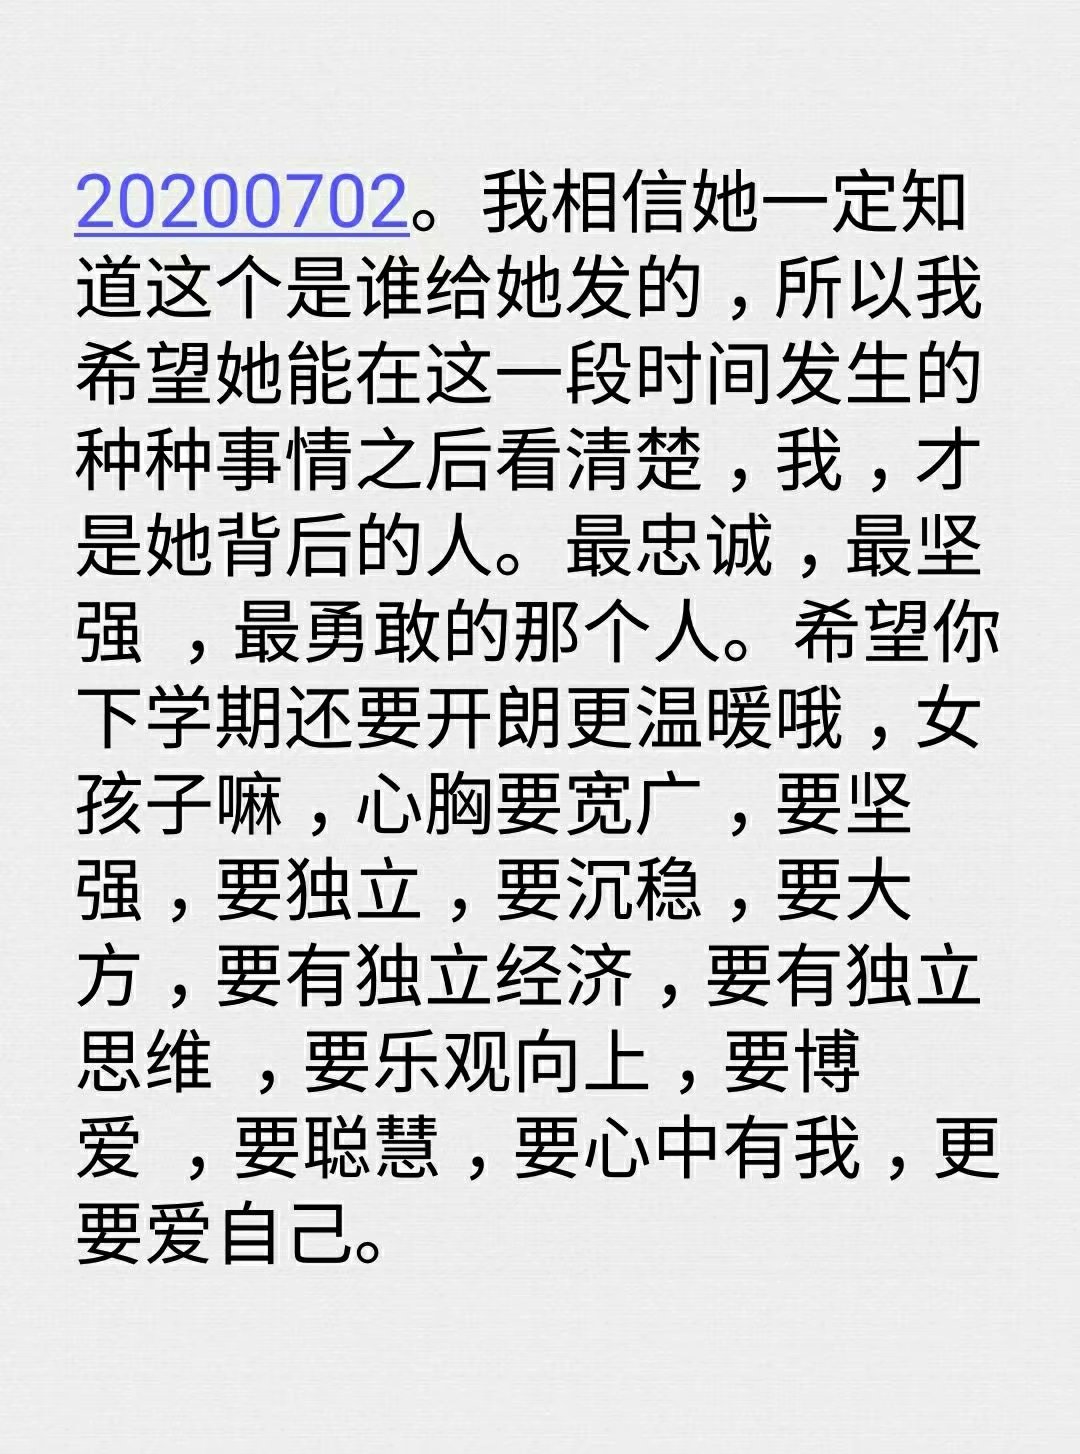 20200702。我相信她一定知
道这个是谁给她发的，所以我
希望她能在这一段时间发生的
种种事情之后看清楚，我，才
是她背后的人。最忠诚，最坚
强 ，最勇敢的那个人。希望你
下学期还要开朗更温暖哦，女
孩子嘛，心胸要宽广 ，要坚
强，要独立，要沉稳，要大
方，要有独立经济，要有独立
思维 ，要乐观向上，要博
爱 ，要聪慧，要心中有我，更
要爱自己。